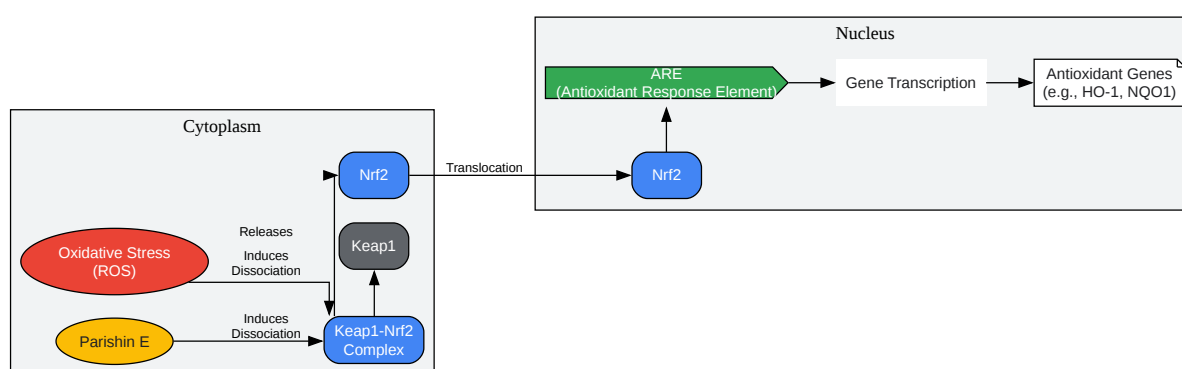 Nucleus
ARE
(Antioxidant Response Element)
Gene Transcription
Antioxidant Genes
(e.g., HO-1, NQO1)
Cytoplasm
Nrf2
Translocation
Nrf2
Releases
Keap1
Oxidative Stress
(ROS)
Induces
Dissociation
Induces
Dissociation
Parishin E
Keap1-Nrf2
Complex